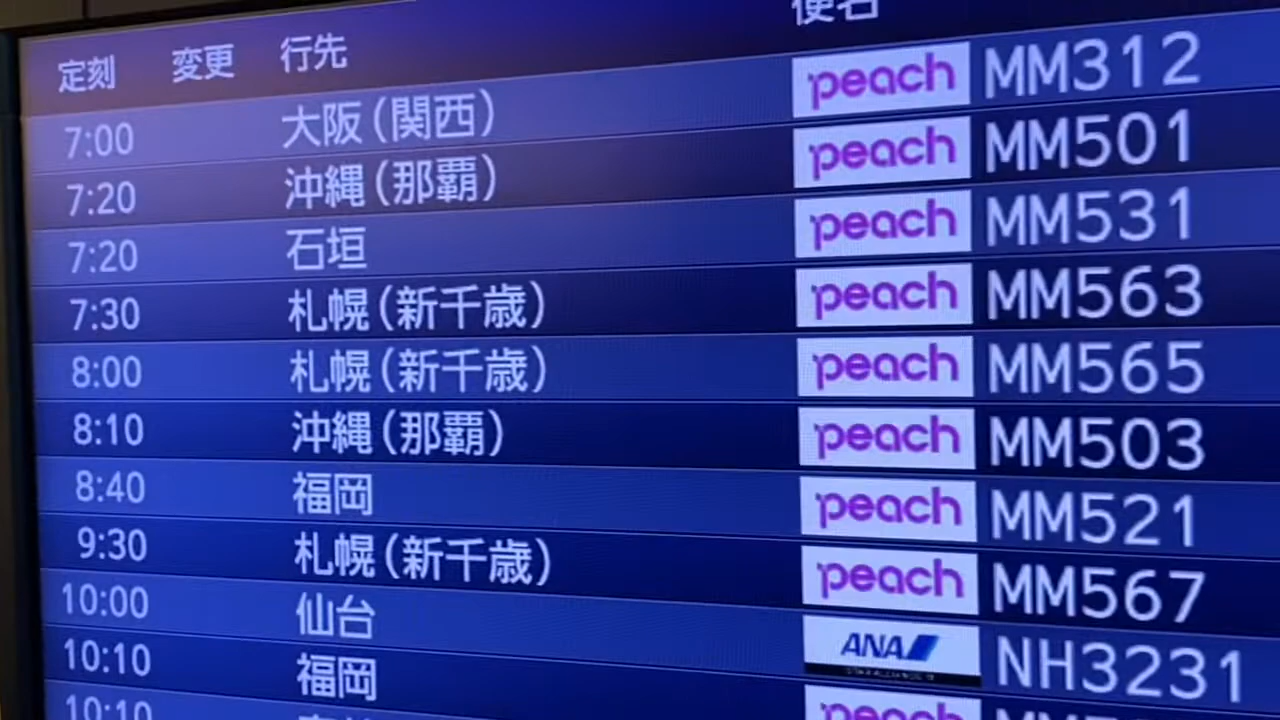 定刻 変更 行先 便名
7:00 大阪(関西) peach MM312
7:20 沖縄(那覇) peach MM501
7:20 石垣 peach MM531
7:30 札幌(新千歳) peach MM563
8:00 札幌(新千歳) peach MM565
8:10 沖縄(那覇) peach MM503
8:40 福岡 peach MM521
9:30 札幌(新千歳) peach MM567
10:00 仙台 ANA NH3231
10:10 福岡 peach
10:10